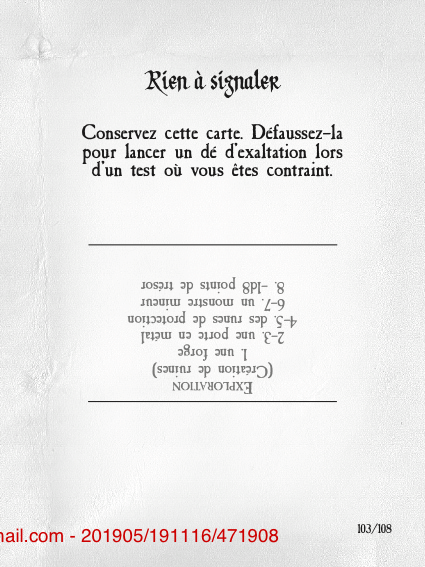 Rien à signaler
Conservez cette carte. Défaussez-la
pour lancer un dé d'exaltation lors
d'un test où vous êtes contraint.
EXPLORATION
(Création de ruines)
1. une forge
2-3. une porte en métal
4-5. des runes de protection
6-7. un monstre mineur
8. -1d8 points de trésor
103/108
nail.com - 201905/191116/471908